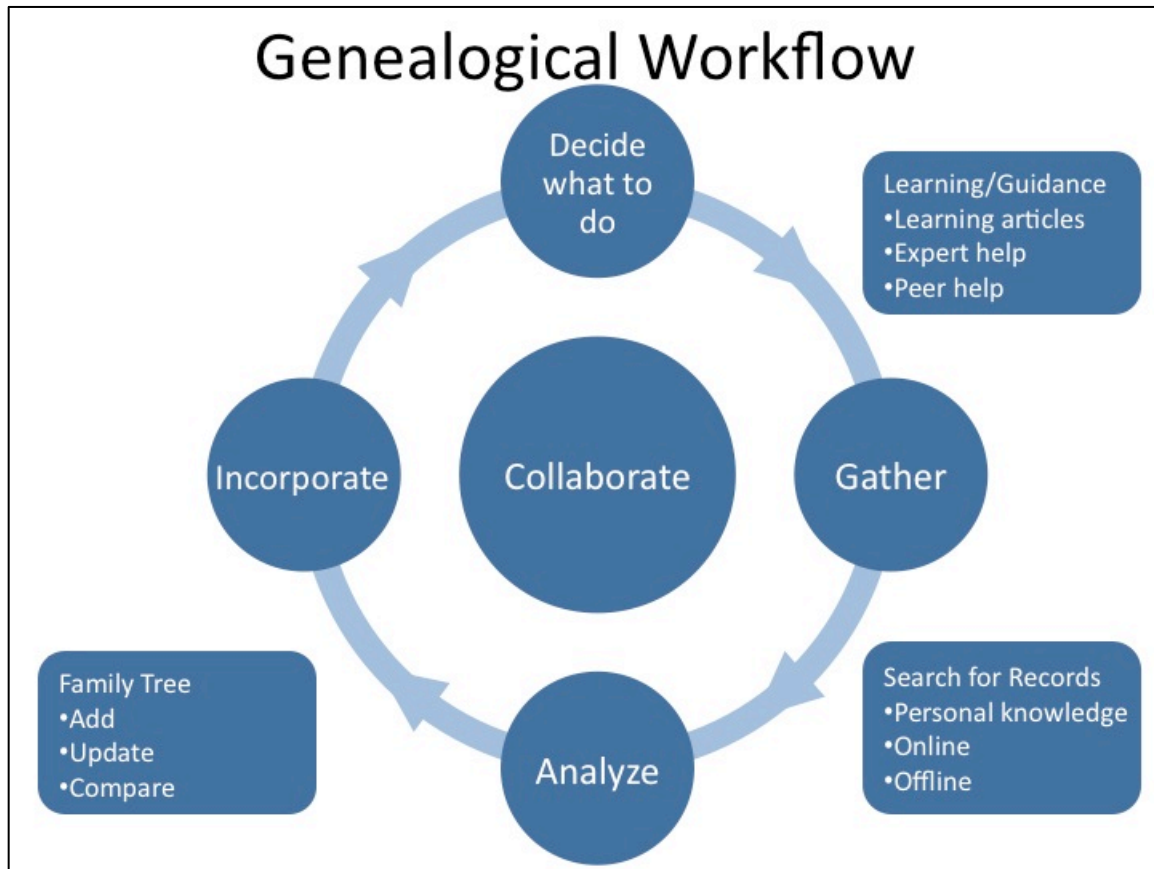 Genealogical Workflow
Decide
what to
do
Learning/Guidance
•Learning articles
•Expert help
•Peer help
Incorporate
Collaborate
Gather
Family Tree
•Add
•Update
•Compare
Analyze
Search for Records
•Personal knowledge
•Online
•Offline